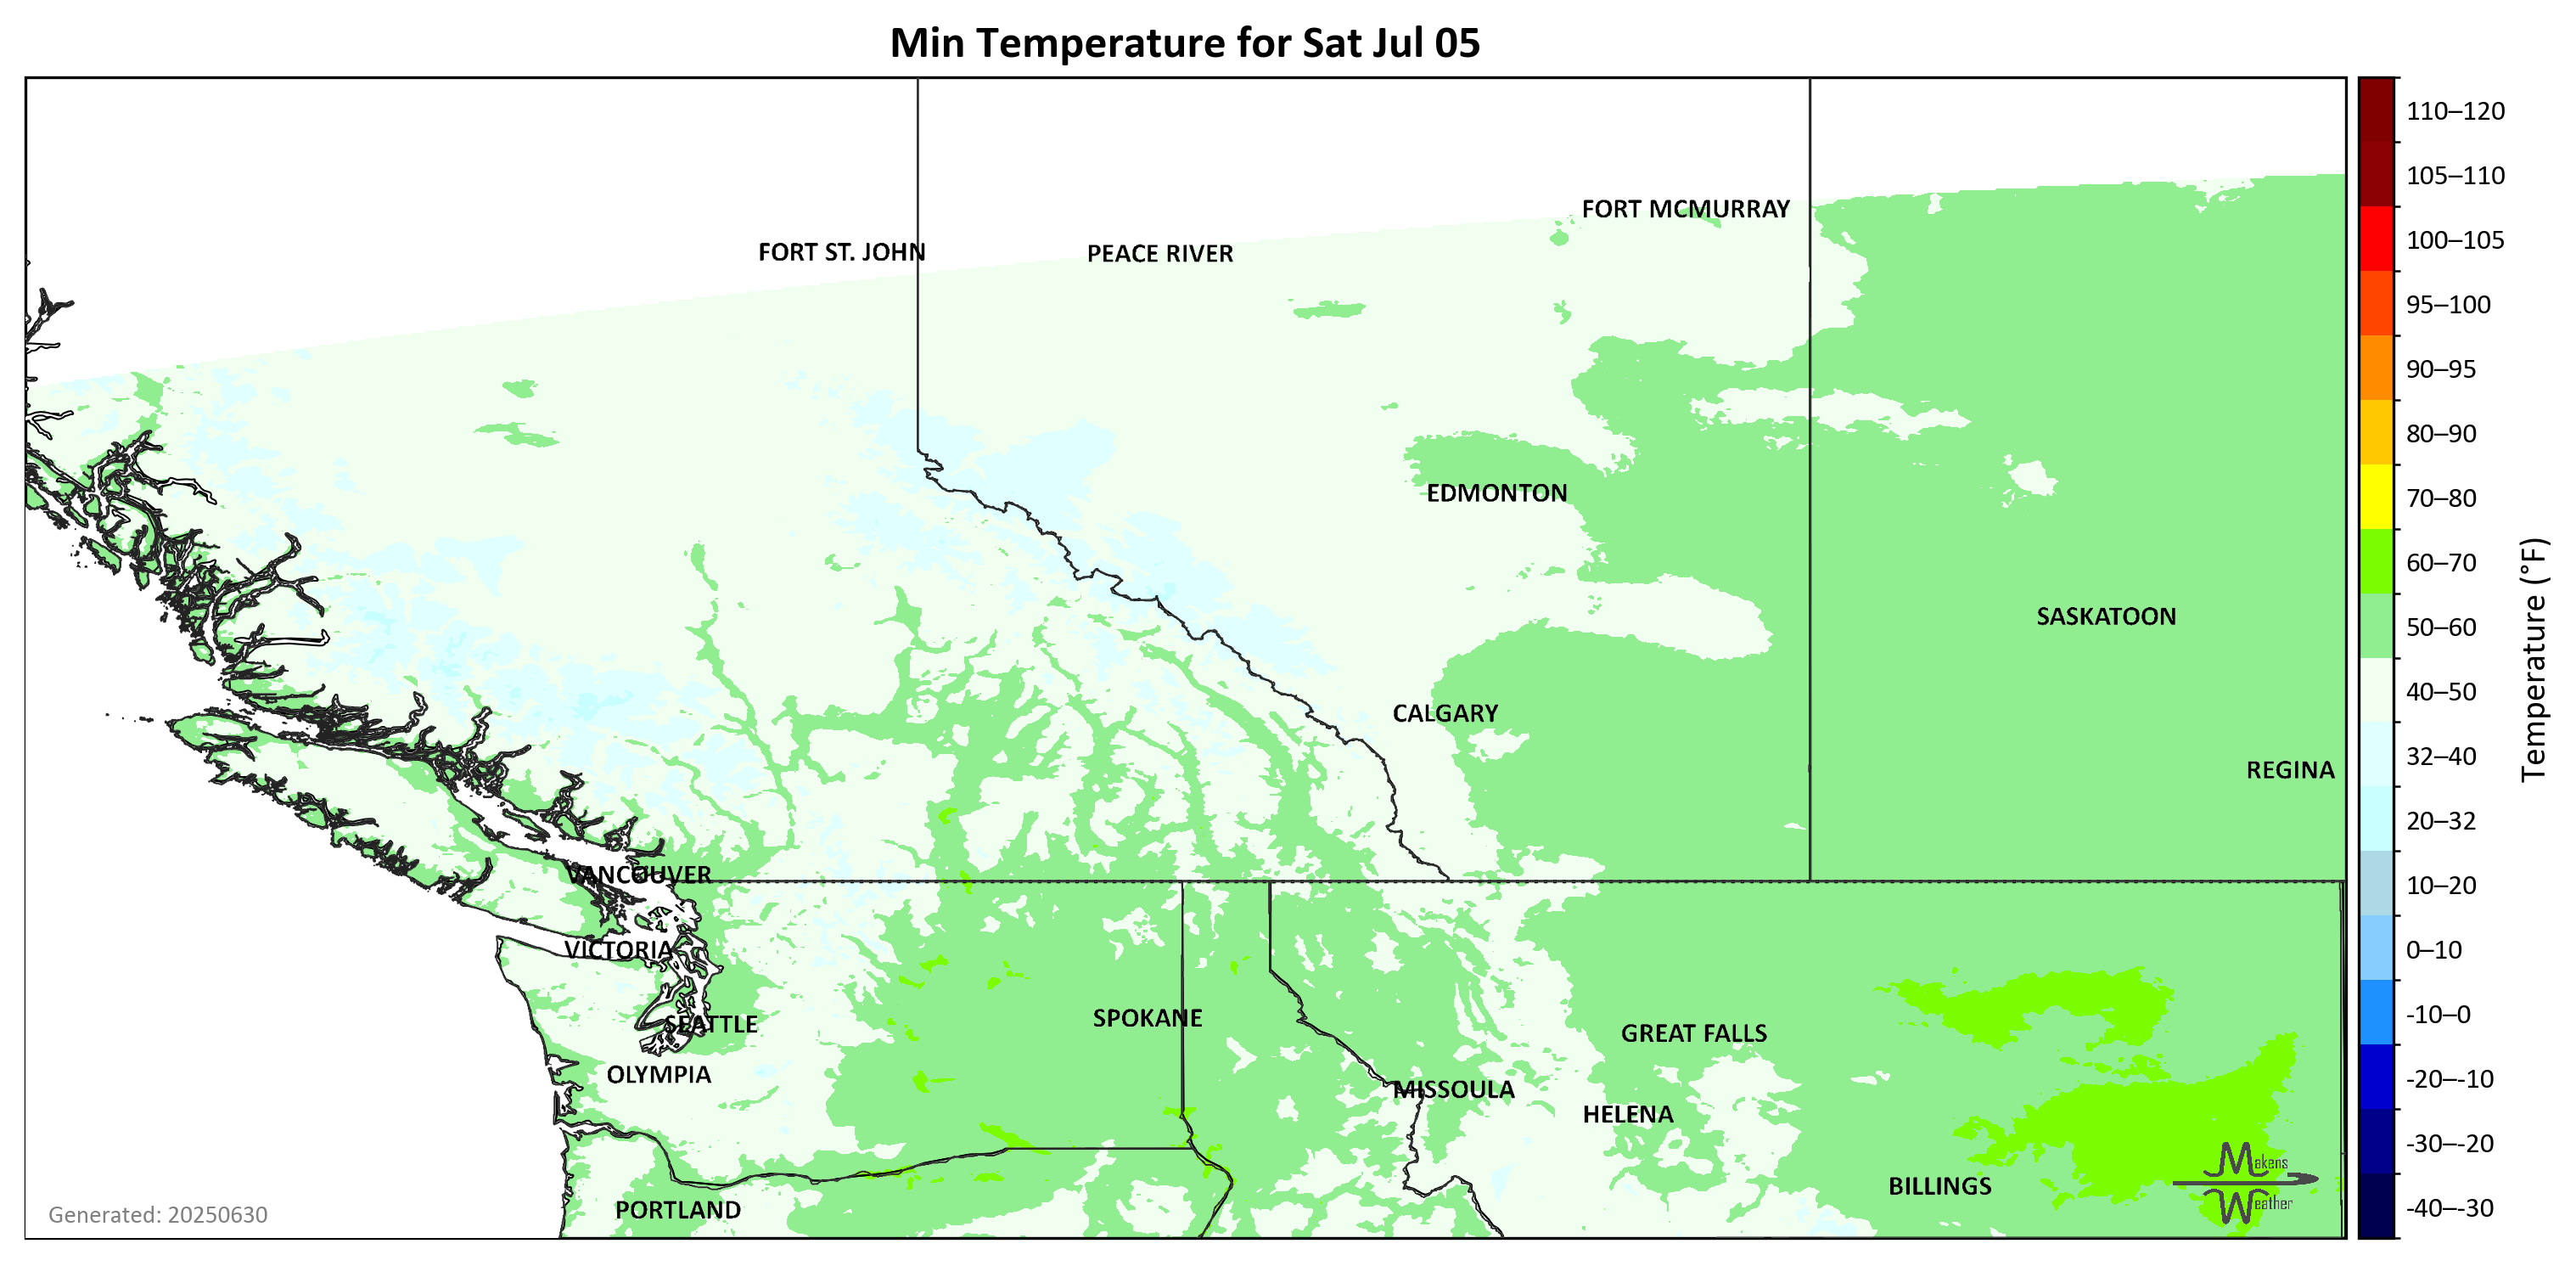 Min Temperature for Sat Jul 05
FORT MCMURRAY
FORT ST. JOHN
PEACE RIVER
EDMONTON
SASKATOON
CALGARY
REGINA
VANCOUVER
VICTORIA
SEATTLE
SPOKANE
GREAT FALLS
OLYMPIA
MISSOULA
HELENA
BILLINGS
PORTLAND
Makens
Weather
Generated: 20250630
110–120
105–110
100–105
95–100
90–95
80–90
70–80
60–70
50–60
40–50
32–40
20–32
10–20
0–10
-10–0
-20–-10
-30–-20
-40–-30
Temperature (°F)